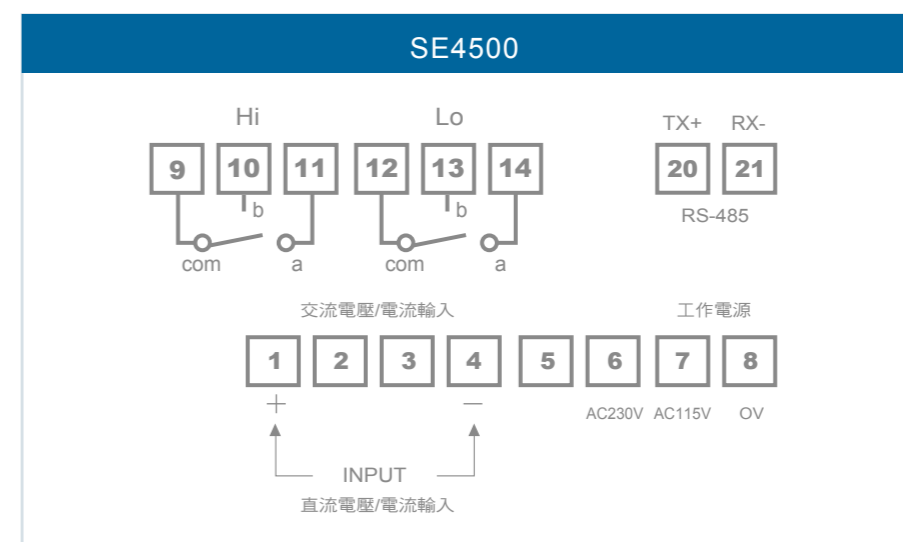 SE4500
Hi Lo TX+ RX-
9 10 11 12 13 14 20 21
b b RS-485
com a com a
交流電壓/電流輸入 工作電源
1 2 3 4 5 6 7 8
+ — AC230V AC115V OV
INPUT
直流電壓/電流輸入